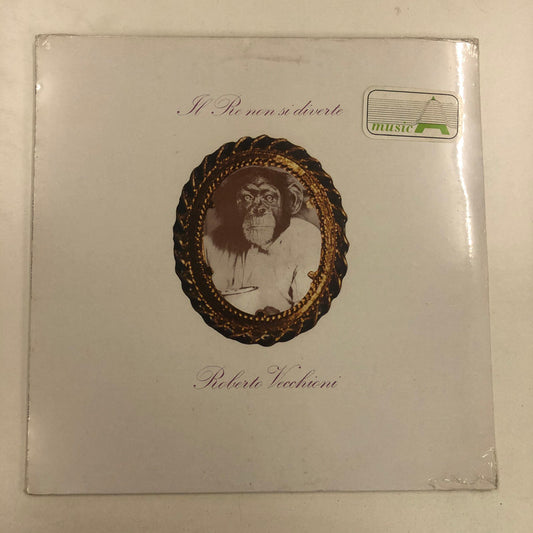 Il Re non si diverte
music A
Roberto Vecchioni